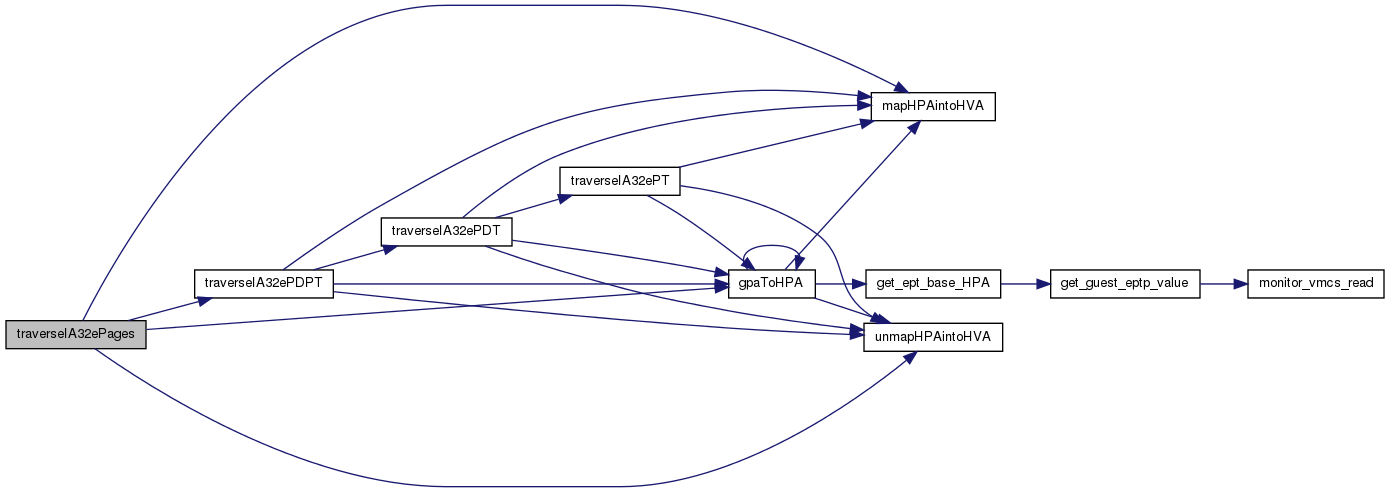 mapHPAintoHVA
traverseIA32ePT
traverseIA32ePDT
traverseIA32ePDPT
gpaToHPA
get_ept_base_HPA
get_guest_eptp_value
monitor_vmcs_read
traverseIA32ePages
unmapHPAintoHVA